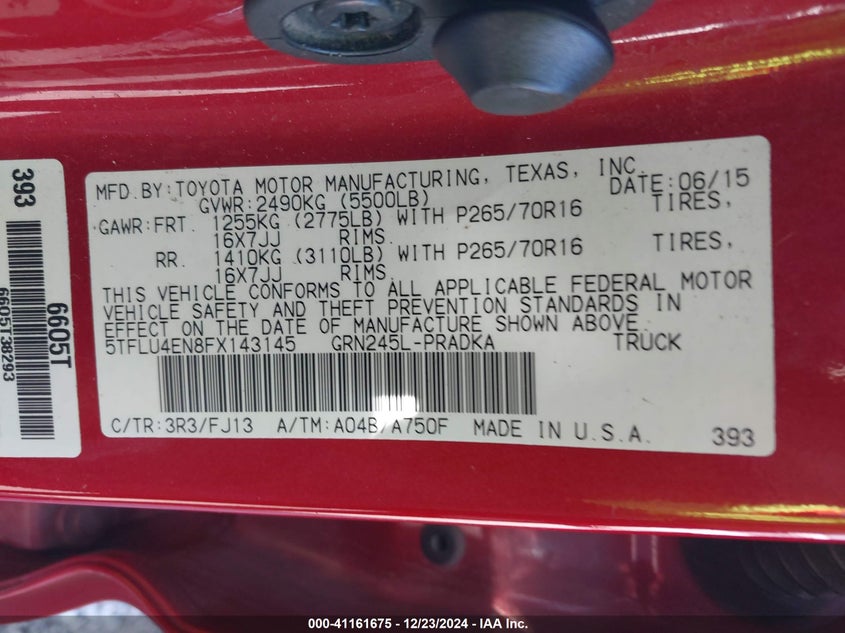 MFD.BY:TOYOTA MOTOR MANUFACTURING, TEXAS, INC.
DATE:06/15
GVWR:2490KG (5500LB)
GAWR:FRT. 1255KG (2775LB) WITH P265/70R16 TIRES,
16X7JJ RIMS.
RR. 1410KG (3110LB) WITH P265/70R16 TIRES,
16X7JJ RIMS.
THIS VEHICLE CONFORMS TO ALL APPLICABLE FEDERAL MOTOR
VEHICLE SAFETY AND THEFT PREVENTION STANDARDS IN
EFFECT ON THE DATE OF MANUFACTURE SHOWN ABOVE.
5TFLU4EN8FX143145 GRN245L-PRADKA TRUCK
C/TR:3R3/FJ13 A/TM:A04B/A750F MADE IN U.S.A. 393
393
6605T
6605T38293
000-41161675 - 12/23/2024 - IAA Inc.